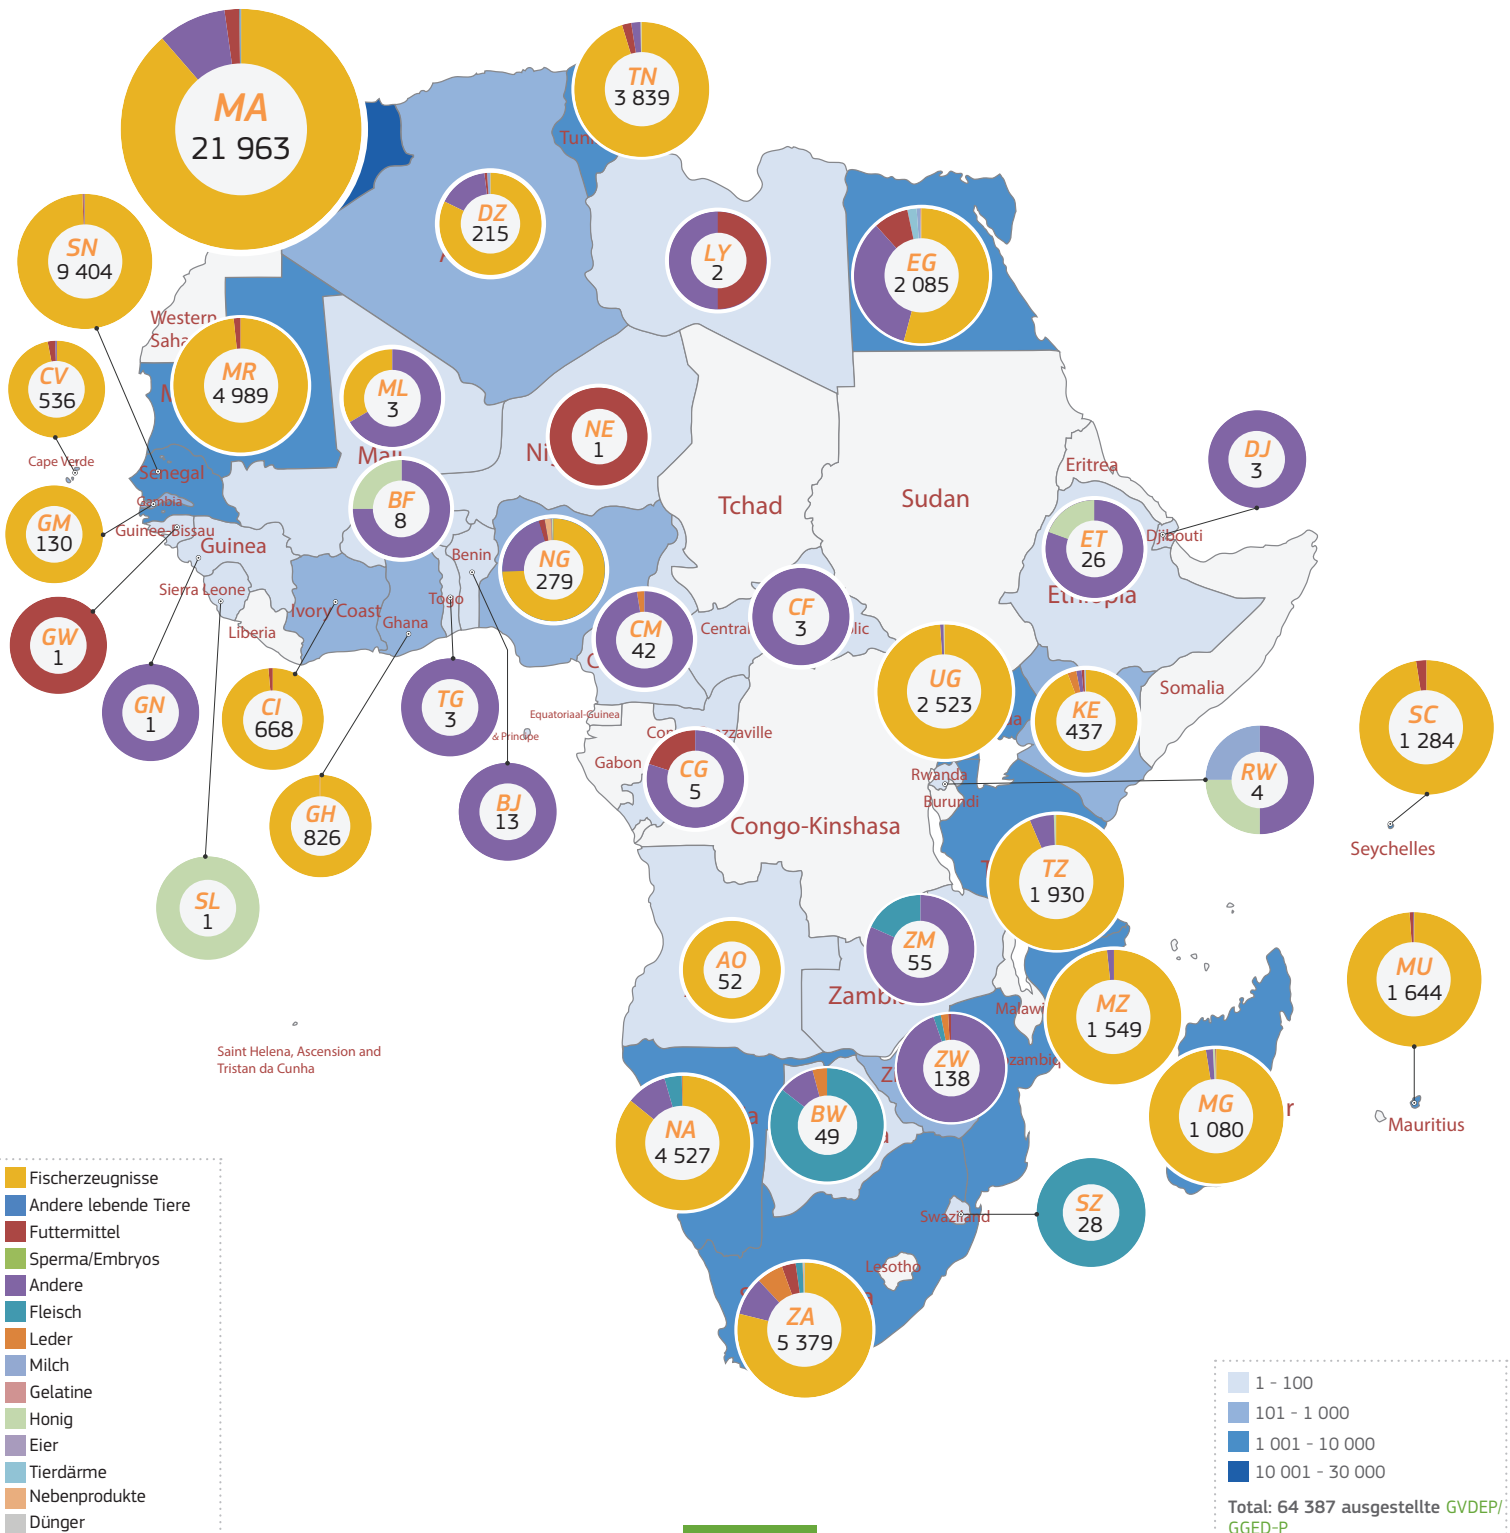 MA
21 963
TN
3 839
DZ
215
LY
2
EG
2 085
SN
9 404
CV
536
MR
4 989
ML
3
NE
1
BF
8
DJ
3
GM
130
ET
26
NG
279
GW
1
CM
42
CF
3
GN
1
CI
668
TG
3
UG
2 523
KE
437
SC
1 284
CG
5
RW
4
GH
826
BJ
13
SL
1
TZ
1 930
AO
52
ZM
55
MU
1 644
MZ
1 549
ZW
138
NA
4 527
BW
49
MG
1 080
SZ
28
ZA
5 379
Western
Cape Verde
Senegal
Gambia
Guinee-Bissau
Guinea
Sierra Leone
Liberia
Ivory Coast
Ghana
Togo
Benin
Tchad
Sudan
Eritrea
Djibouti
Ethiopia
Somalia
Central
Equatoriaal-Guinea
& Principe
Gabon
Congo-Kinshasa
Rwanda
Burundi
Seychelles
Malawi
Mauritius
Swaziland
Lesotho
Saint Helena, Ascension and
Tristan da Cunha
Fischerzeugnisse
Andere lebende Tiere
Futtermittel
Sperma/Embryos
Andere
Fleisch
Leder
Milch
Gelatine
Honig
Eier
Tierdärme
Nebenprodukte
Dünger
1 - 100
101 - 1 000
1 001 - 10 000
10 001 - 30 000
Total: 64 387 ausgestellte GVDEP/
GGED-P